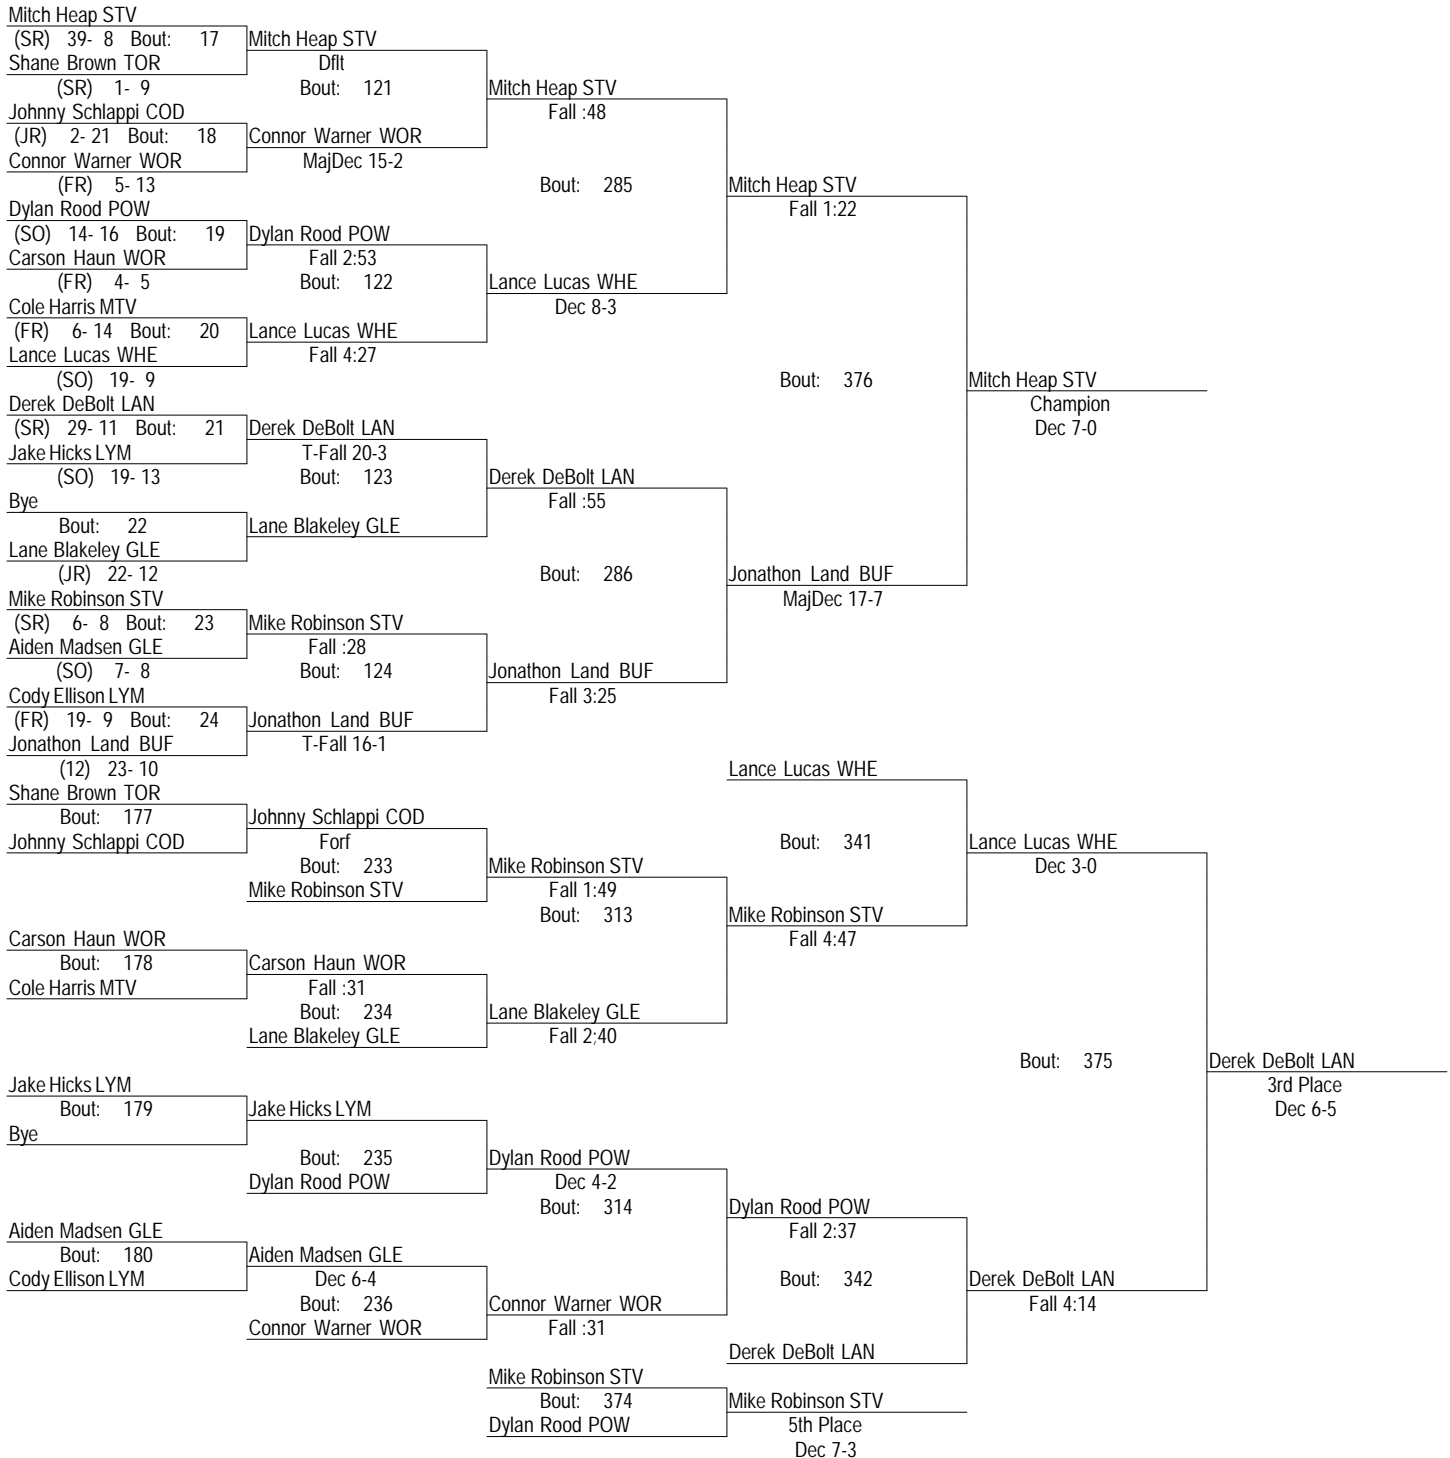 Mitch Heap STV
(SR) 39- 8 Bout: 17 Mitch Heap STV
Shane Brown TOR Dflt
(SR) 1- 9 Bout: 121 Mitch Heap STV
Johnny Schlappi COD Fall :48
(JR) 2- 21 Bout: 18 Connor Warner WOR
Connor Warner WOR MajDec 15-2
(FR) 5- 13 Bout: 285 Mitch Heap STV
Dylan Rood POW Fall 1:22
(SO) 14- 16 Bout: 19 Dylan Rood POW
Carson Haun WOR Fall 2:53
(FR) 4- 5 Bout: 122 Lance Lucas WHE
Cole Harris MTV Dec 8-3
(FR) 6- 14 Bout: 20 Lance Lucas WHE
Lance Lucas WHE Fall 4:27
(SO) 19- 9 Bout: 376 Mitch Heap STV
Derek DeBolt LAN Champion
(SR) 29- 11 Bout: 21 Derek DeBolt LAN Dec 7-0
Jake Hicks LYM T-Fall 20-3
(SO) 19- 13 Bout: 123 Derek DeBolt LAN
Bye Fall :55
Bout: 22 Lane Blakeley GLE
Lane Blakeley GLE
(JR) 22- 12 Bout: 286 Jonathon Land BUF
Mike Robinson STV MajDec 17-7
(SR) 6- 8 Bout: 23 Mike Robinson STV
Aiden Madsen GLE Fall :28
(SO) 7- 8 Bout: 124 Jonathon Land BUF
Cody Ellison LYM Fall 3:25
(FR) 19- 9 Bout: 24 Jonathon Land BUF
Jonathon Land BUF T-Fall 16-1
(12) 23- 10 Lance Lucas WHE
Shane Brown TOR
Bout: 177 Johnny Schlappi COD
Johnny Schlappi COD Forf Bout: 341 Lance Lucas WHE
Bout: 233 Mike Robinson STV Dec 3-0
Mike Robinson STV Fall 1:49
Bout: 313 Mike Robinson STV
Carson Haun WOR Fall 4:47
Bout: 178 Carson Haun WOR
Cole Harris MTV Fall :31
Bout: 234 Lane Blakeley GLE
Lane Blakeley GLE Fall 2;40
Bout: 375 Derek DeBolt LAN
Jake Hicks LYM 3rd Place
Bout: 179 Jake Hicks LYM Dec 6-5
Bye
Bout: 235 Dylan Rood POW
Dylan Rood POW Dec 4-2
Bout: 314 Dylan Rood POW
Aiden Madsen GLE Fall 2:37
Bout: 180 Aiden Madsen GLE
Cody Ellison LYM Dec 6-4 Bout: 342 Derek DeBolt LAN
Bout: 236 Connor Warner WOR Fall 4:14
Connor Warner WOR Fall :31
Derek DeBolt LAN
Mike Robinson STV
Bout: 374 Mike Robinson STV
Dylan Rood POW 5th Place
Dec 7-3